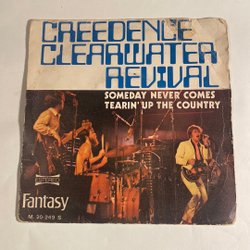 CREEDENCE
CLEARWATER
REVIVAL
SOMEDAY NEVER COMES
TEARIN' UP THE COUNTRY
Fantasy
M 20-249 S